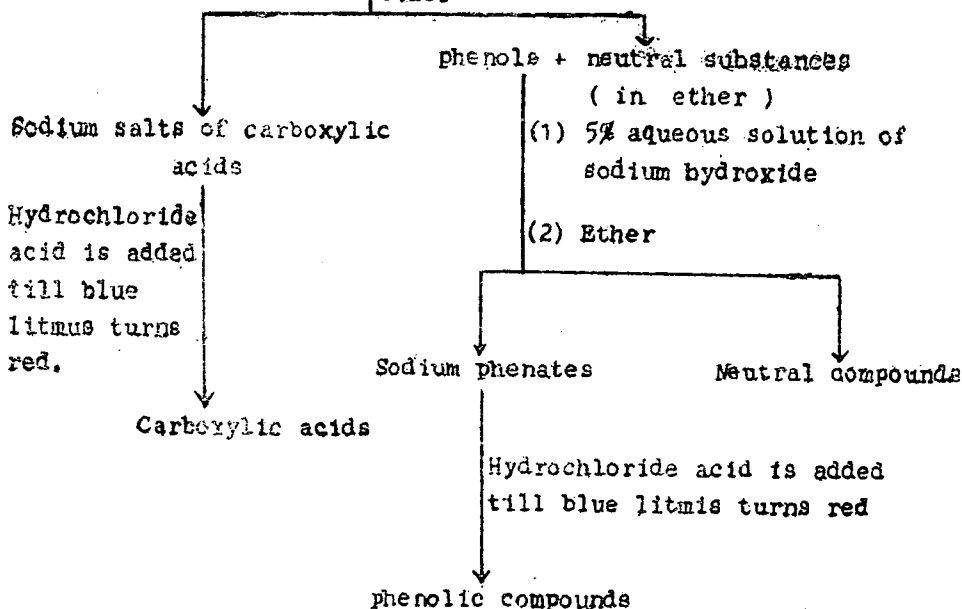 phenols + neutral substances
( in ether )
Sodium salts of carboxylic
acids
(1) 5% aqueous solution of
sodium bydroxide
Hydrochloride
acid is added
till blue
litmus turns
red.
(2) Ether
Sodium phenates
Neutral compounds
Carboxylic acids
Hydrochloride acid is added
till blue litmis turns red
phenolic compounds